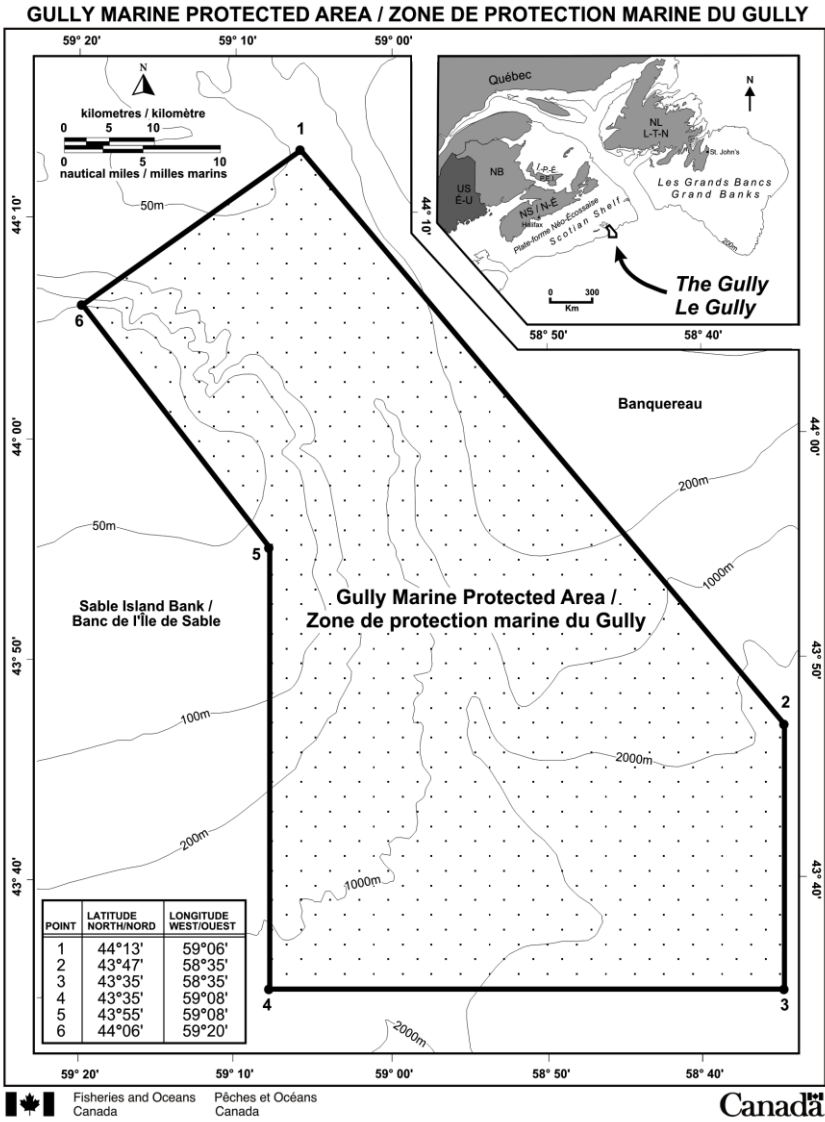 GULLY MARINE PROTECTED AREA / ZONE DE PROTECTION MARINE DU GULLY
59° 20'
59° 10'
59° 00'
N
kilometres / kilomètre
0 5 10
0 5 10
nautical miles / milles marins
Québec
NL
L-T-N
St. John's
NB
I.-P.-É.
P.E.I.
US
É-U
NS / N-É
Halifax
Plate-forme Néo-Écossaise
Scotian Shelf
Les Grands Bancs
Grand Banks
200m
N
0 300
Km
The Gully
Le Gully
44° 10'
44° 10'
58° 50'
58° 40'
1
50m
6
Banquereau
44° 00'
44° 00'
200m
50m
5
1000m
Sable Island Bank /
Banc de l'Île de Sable
Gully Marine Protected Area /
Zone de protection marine du Gully
43° 50'
43° 50'
2
100m
2000m
200m
43° 40'
43° 40'
1000m
POINT LATITUDE NORTH/NORD LONGITUDE WEST/OUEST
1 44°13' 59°06'
2 43°47' 58°35'
3 43°35' 58°35'
4 43°35' 59°08'
5 43°55' 59°08'
6 44°06' 59°20'
4
3
2000m
59° 20'
59° 10'
59° 00'
58° 50'
58° 40'
Fisheries and Oceans
Canada
Pêches et Océans
Canada
Canada